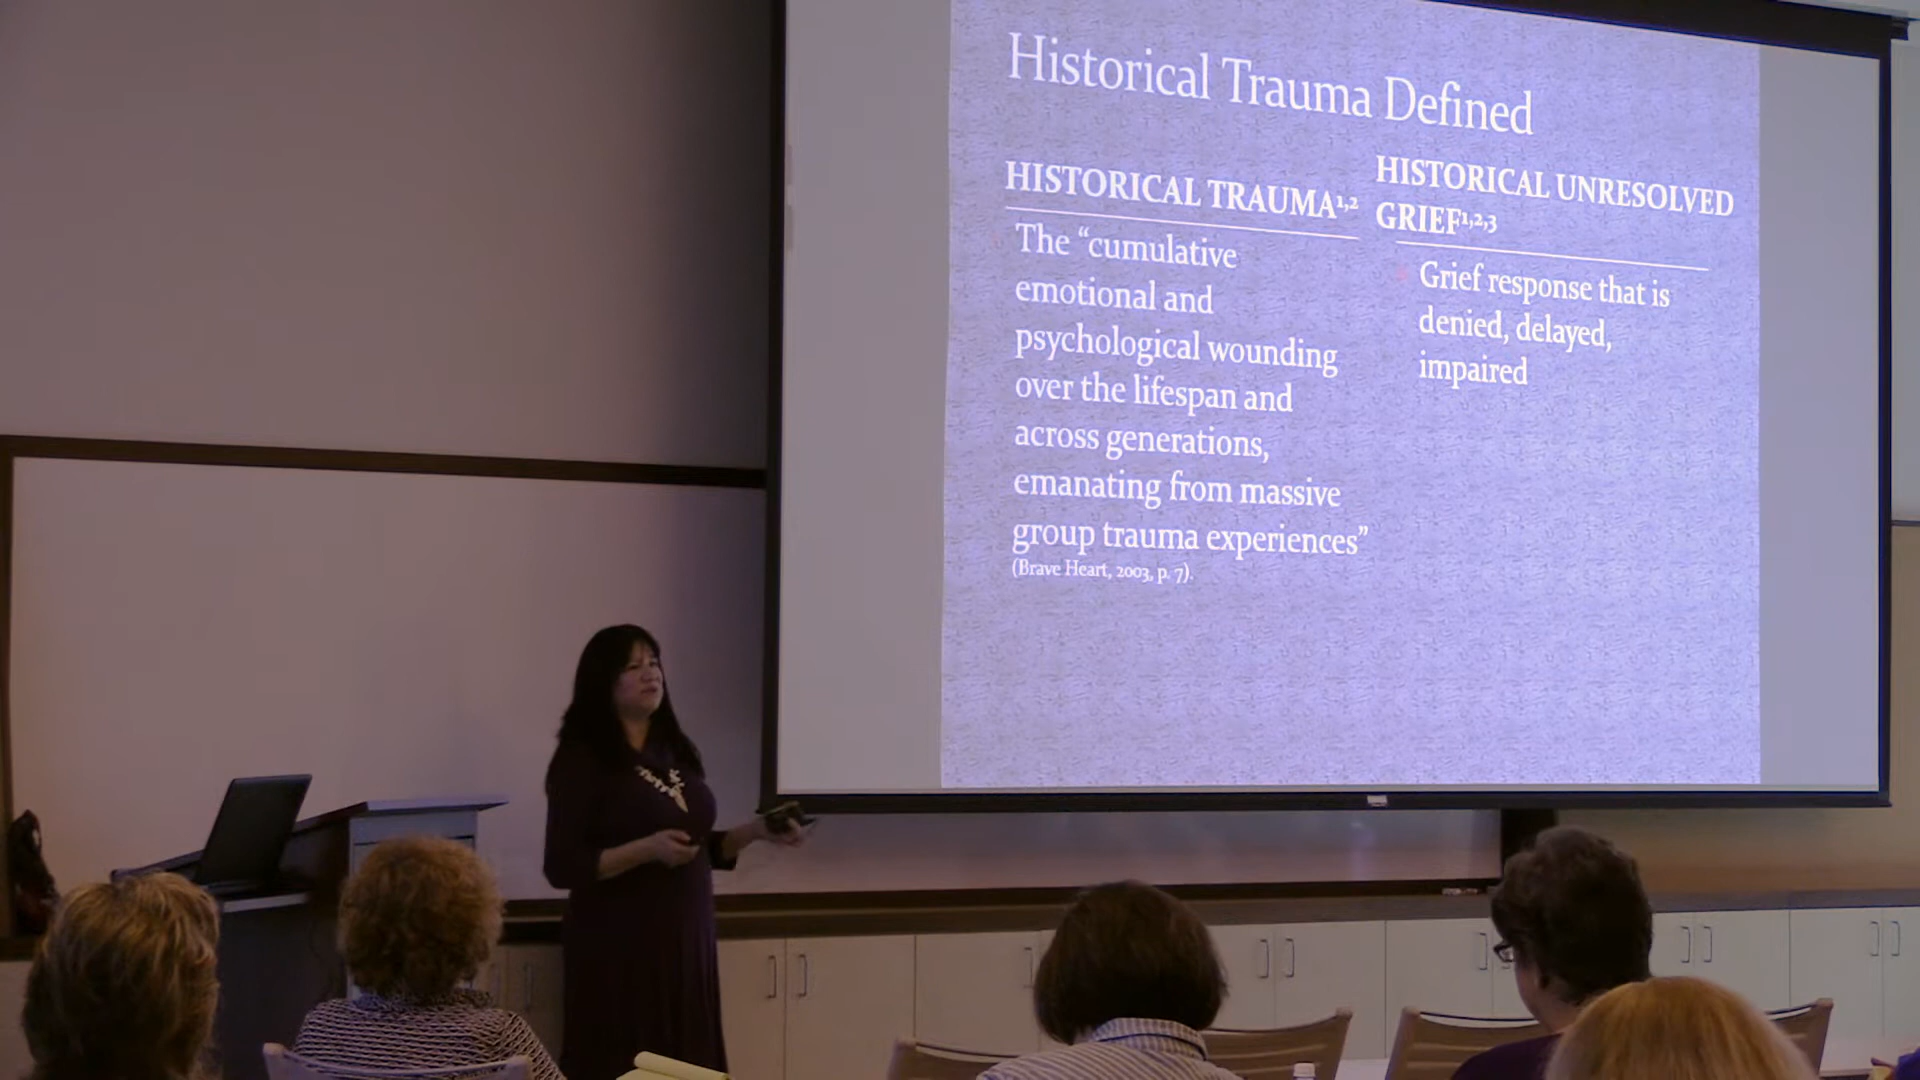 Historical Trauma Defined
HISTORICAL TRAUMA¹,²
The “cumulative
emotional and
psychological wounding
over the lifespan and
across generations,
emanating from massive
group trauma experiences”
(Brave Heart, 2003, p. 7).
HISTORICAL UNRESOLVED
GRIEF¹,²,³
Grief response that is
denied, delayed,
impaired